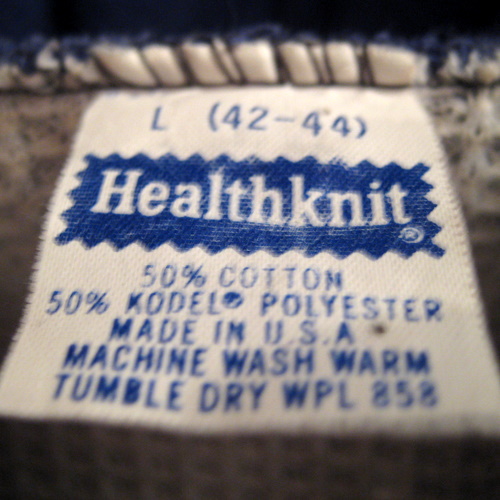 L (42-44)
Healthknit®
50% COTTON
50% KODEL® POLYESTER
MADE IN U.S.A
MACHINE WASH WARM
TUMBLE DRY WPL 858